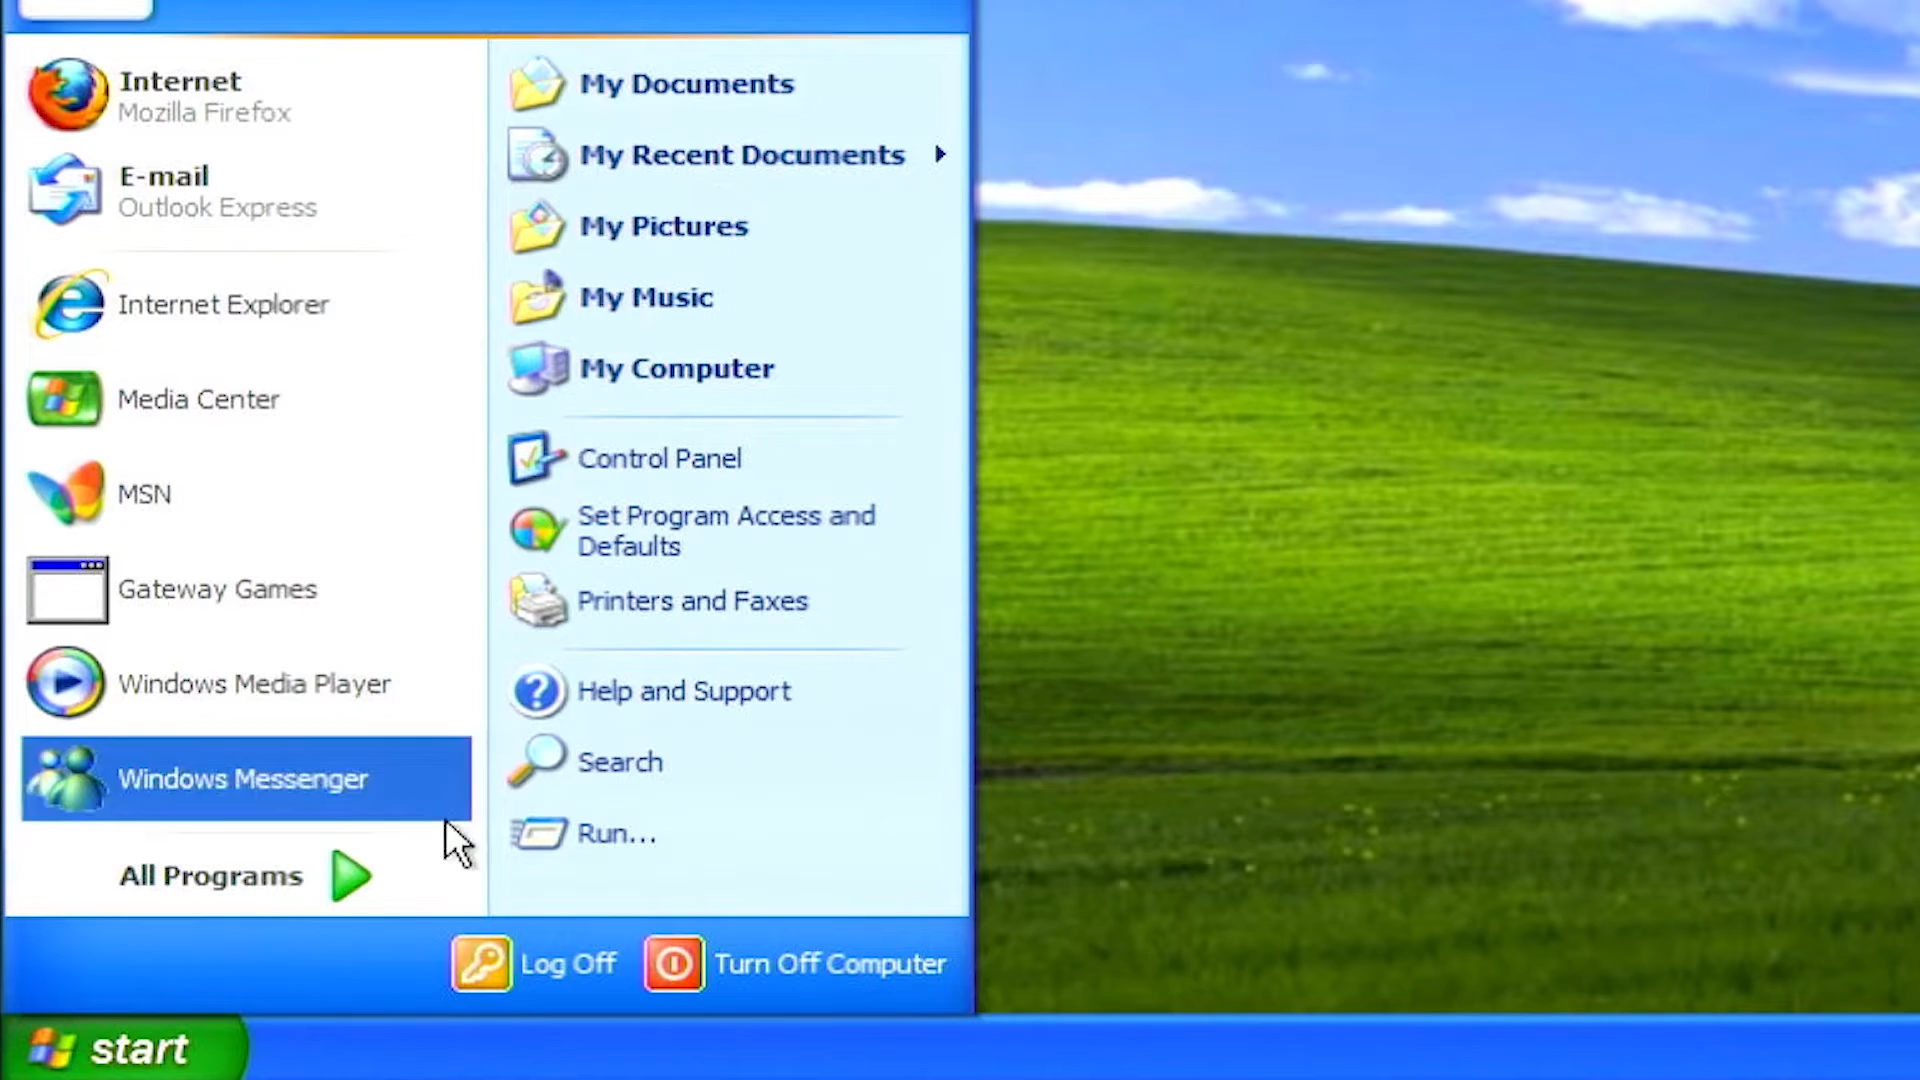 Internet
Mozilla Firefox
E-mail
Outlook Express
Internet Explorer
Media Center
MSN
Gateway Games
Windows Media Player
Windows Messenger
All Programs
My Documents
My Recent Documents
My Pictures
My Music
My Computer
Control Panel
Set Program Access and
Defaults
Printers and Faxes
Help and Support
Search
Run...
Log Off
Turn Off Computer
start